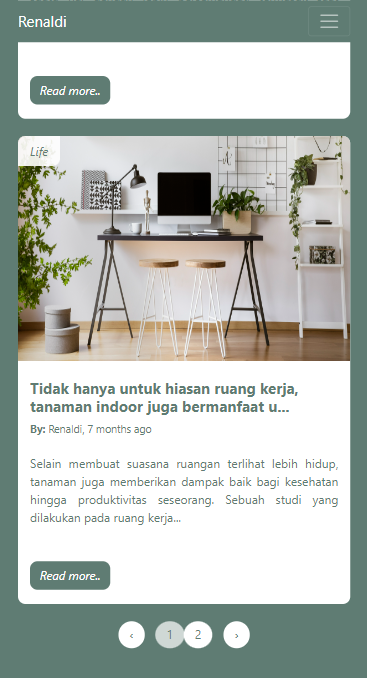 Renaldi
Read more..
Life
Tidak hanya untuk hiasan ruang kerja,
tanaman indoor juga bermanfaat u...
By: Renaldi, 7 months ago
Selain membuat suasana ruangan terlihat lebih hidup,
tanaman juga memberikan dampak baik bagi kesehatan
hingga produktivitas seseorang. Sebuah studi yang
dilakukan pada ruang kerja...
Read more..
‹ 1 2 ›